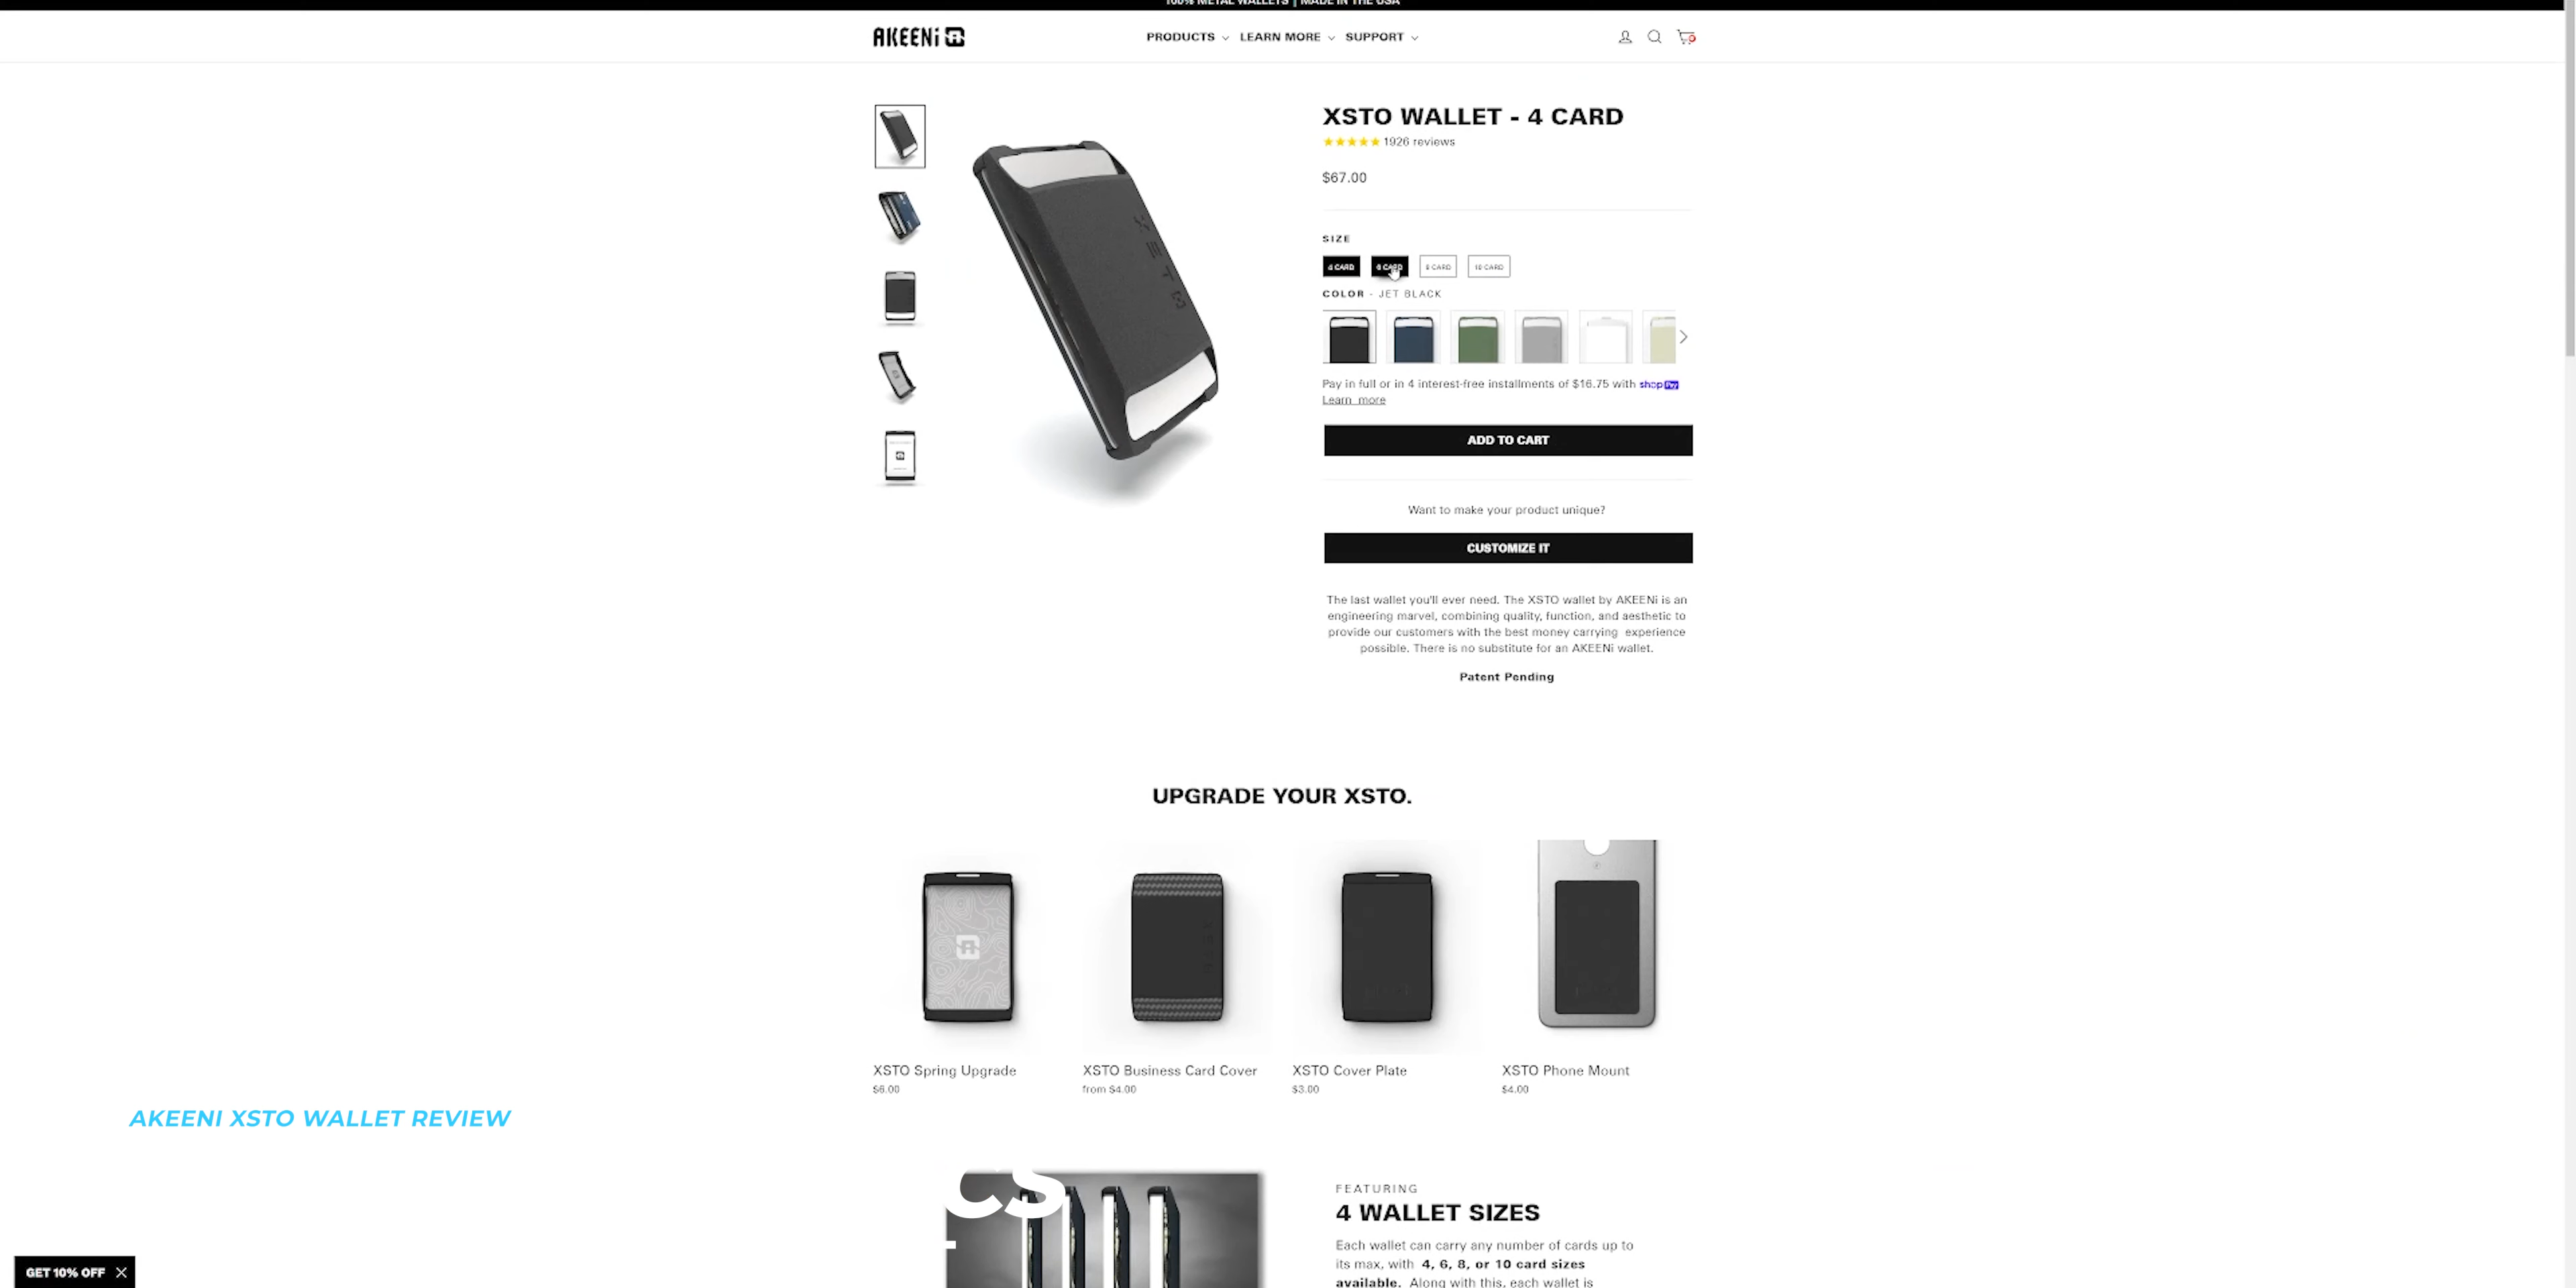 100% METAL WALLETS | MADE IN THE USA
AKEENi
PRODUCTS LEARN MORE SUPPORT
XSTO WALLET - 4 CARD
1926 reviews
$67.00
SIZE
4 CARD 6 CARD 8 CARD 10 CARD
COLOR - JET BLACK
Pay in full or in 4 interest-free installments of $16.75 with shop Pay
Learn more
ADD TO CART
Want to make your product unique?
CUSTOMIZE IT
The last wallet you'll ever need. The XSTO wallet by AKEENi is an
engineering marvel, combining quality, function, and aesthetic to
provide our customers with the best money carrying experience
possible. There is no substitute for an AKEENi wallet.
Patent Pending
UPGRADE YOUR XSTO.
XSTO Spring Upgrade
$6.00
XSTO Business Card Cover
from $4.00
XSTO Cover Plate
$3.00
XSTO Phone Mount
$4.00
AKEENI XSTO WALLET REVIEW
cs
FEATURING
4 WALLET SIZES
Each wallet can carry any number of cards up to
its max, with 4, 6, 8, or 10 card sizes
available. Along with this, each wallet is
GET 10% OFF